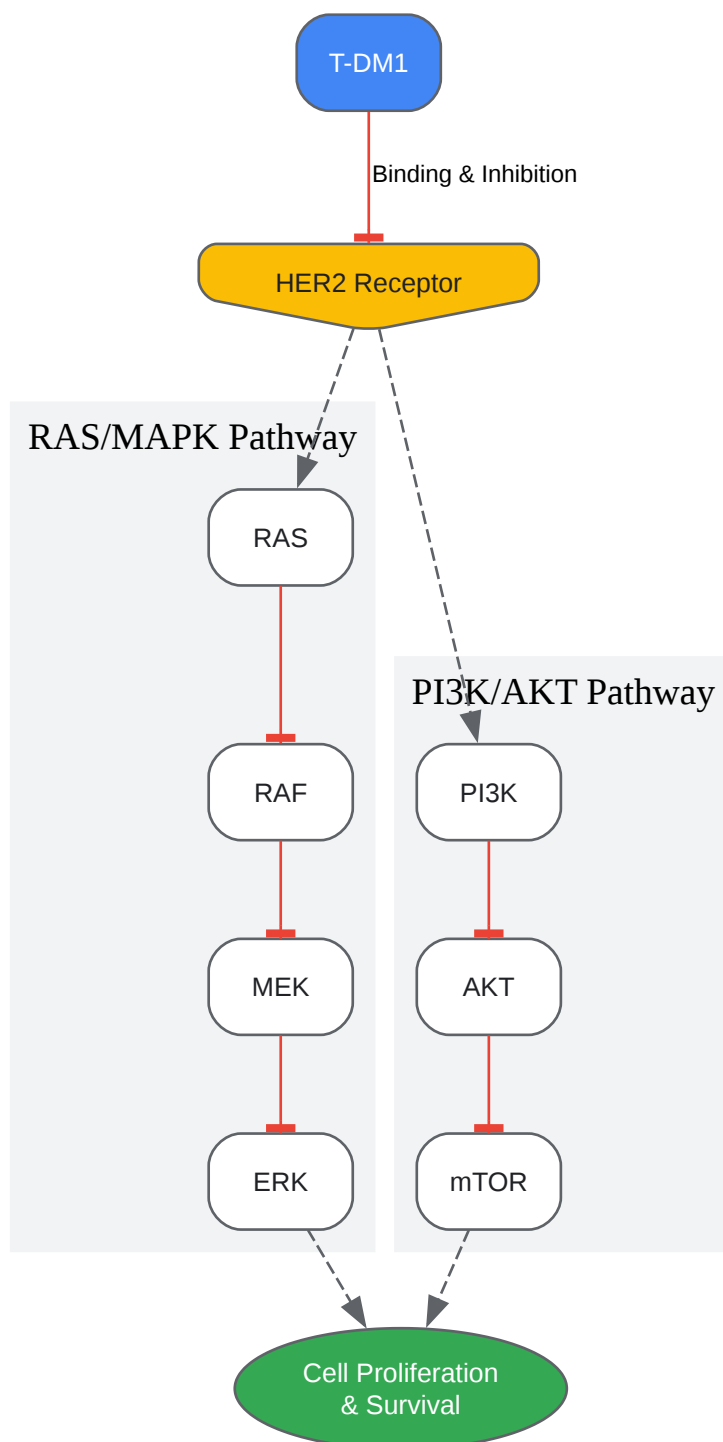 T-DM1
Binding & Inhibition
HER2 Receptor
RAS/MAPK Pathway
RAS
PI3K/AKT Pathway
RAF
PI3K
MEK
AKT
ERK
mTOR
Cell Proliferation
& Survival